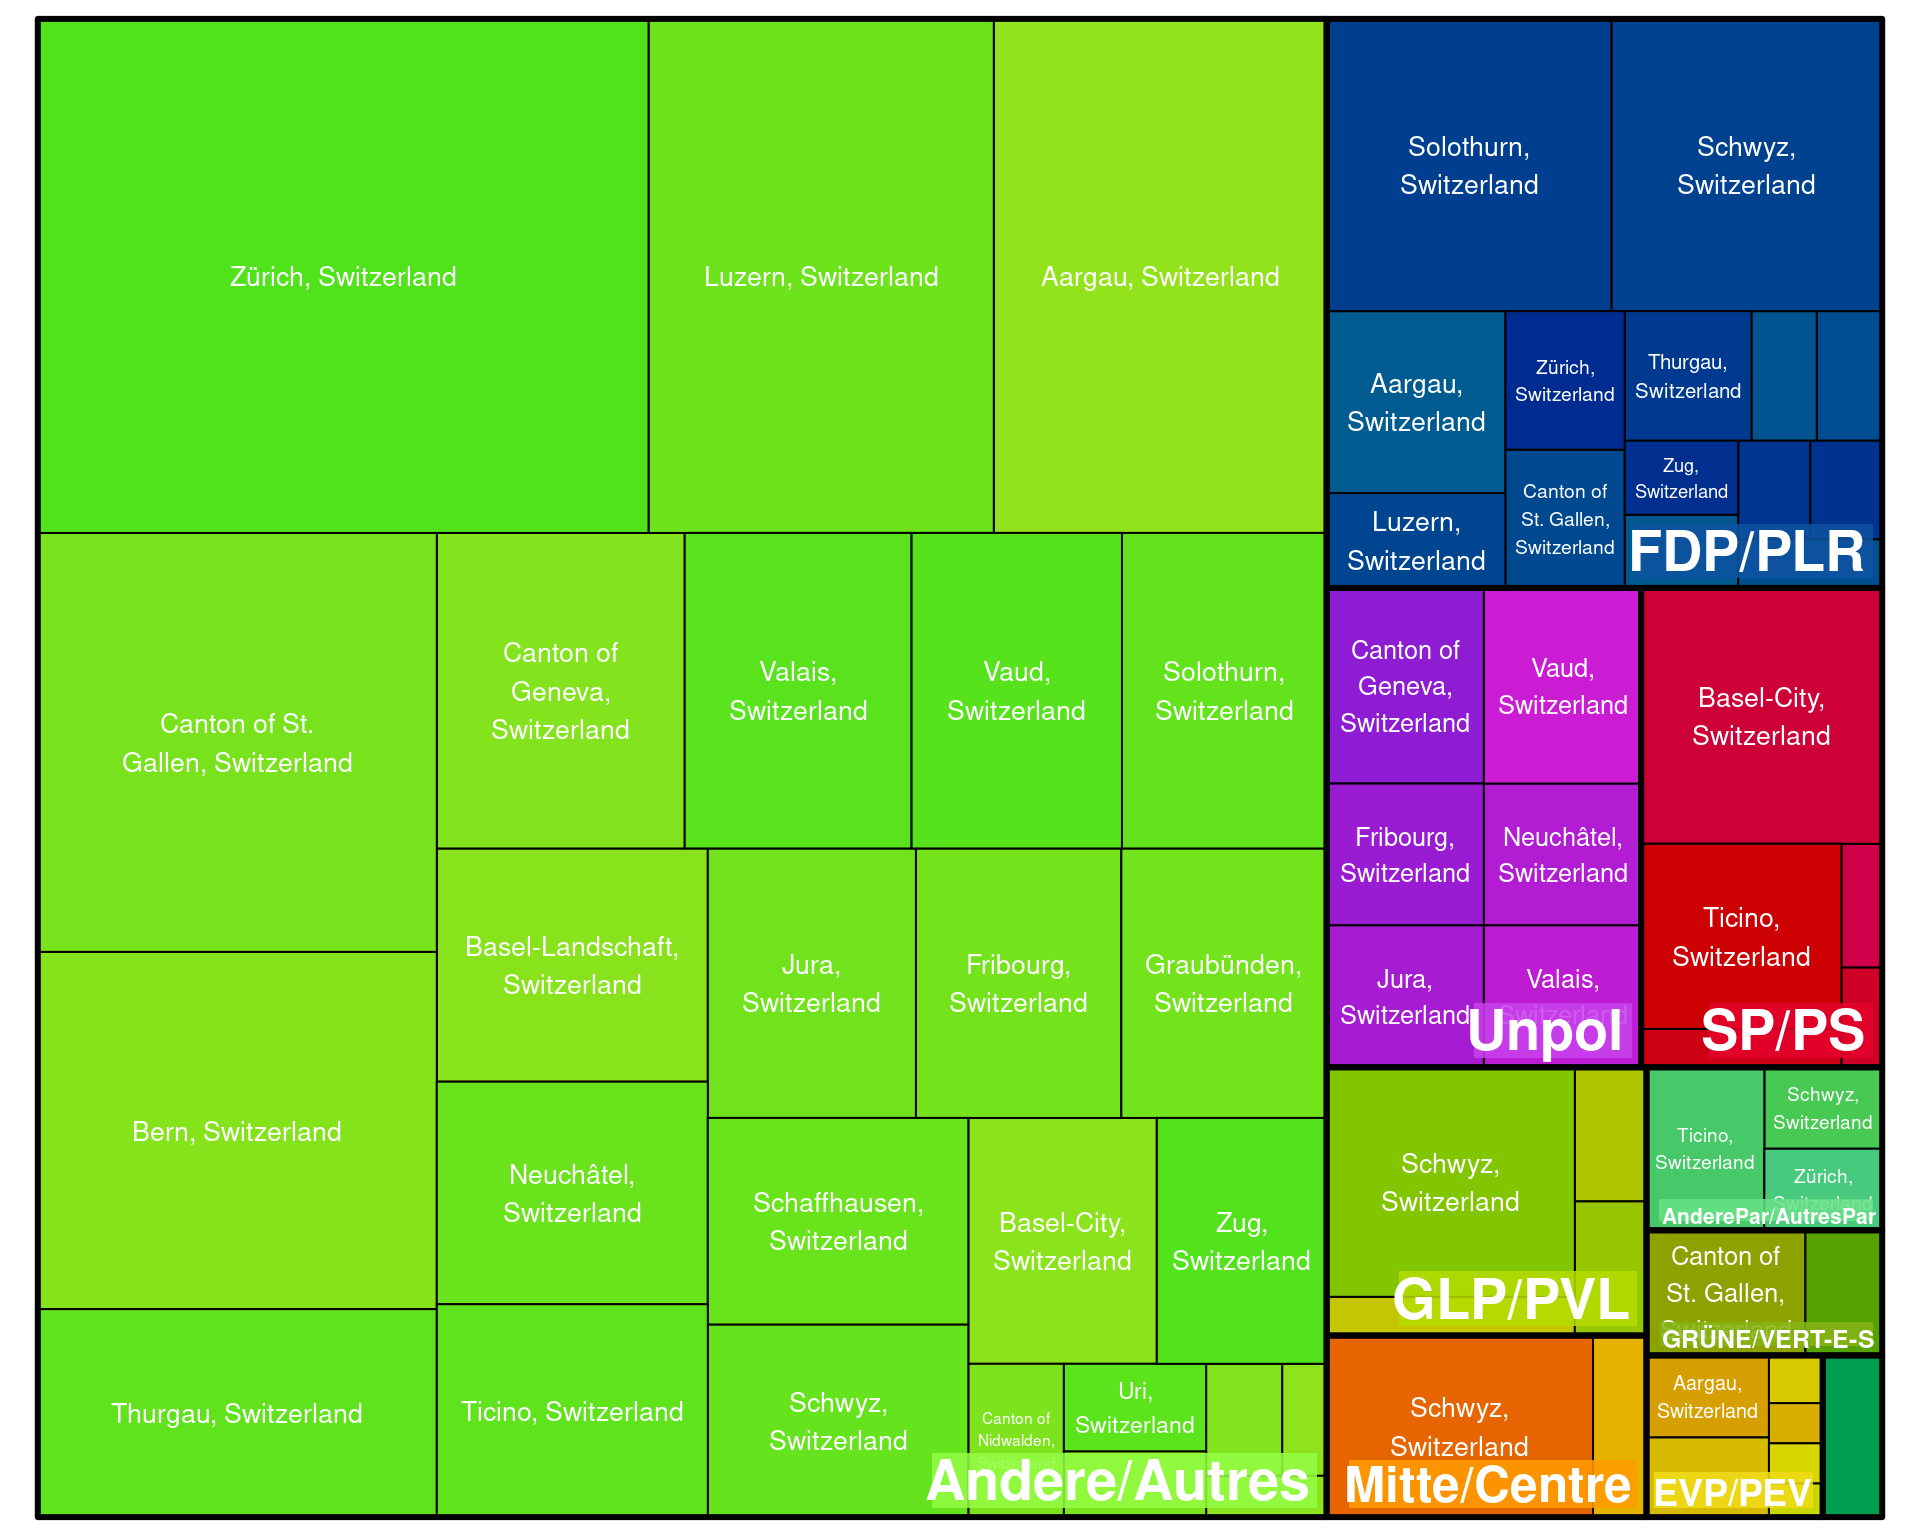 Zürich, Switzerland
Luzern, Switzerland
Aargau, Switzerland
Canton of St.
Gallen, Switzerland
Canton of
Geneva,
Switzerland
Valais,
Switzerland
Vaud,
Switzerland
Solothurn,
Switzerland
Basel-Landschaft,
Switzerland
Jura,
Switzerland
Fribourg,
Switzerland
Graubünden,
Switzerland
Bern, Switzerland
Neuchâtel,
Switzerland
Schaffhausen,
Switzerland
Basel-City,
Switzerland
Zug,
Switzerland
Thurgau, Switzerland
Ticino, Switzerland
Schwyz,
Switzerland
Canton of
Nidwalden,
Switzerland
Uri,
Switzerland
Andere/Autres
Solothurn,
Switzerland
Schwyz,
Switzerland
Aargau,
Switzerland
Zürich,
Switzerland
Thurgau,
Switzerland
Luzern,
Switzerland
Canton of
St. Gallen,
Switzerland
Zug,
Switzerland
FDP/PLR
Canton of
Geneva,
Switzerland
Vaud,
Switzerland
Fribourg,
Switzerland
Neuchâtel,
Switzerland
Jura,
Switzerland
Valais,
Switzerland
Unpol
Basel-City,
Switzerland
Ticino,
Switzerland
SP/PS
Schwyz,
Switzerland
GLP/PVL
Ticino,
Switzerland
Schwyz,
Switzerland
Zürich,
Switzerland
AnderePar/AutresPar
Canton of
St. Gallen,
Switzerland
GRÜNE/VERT-E-S
Schwyz,
Switzerland
Mitte/Centre
Aargau,
Switzerland
EVP/PEV